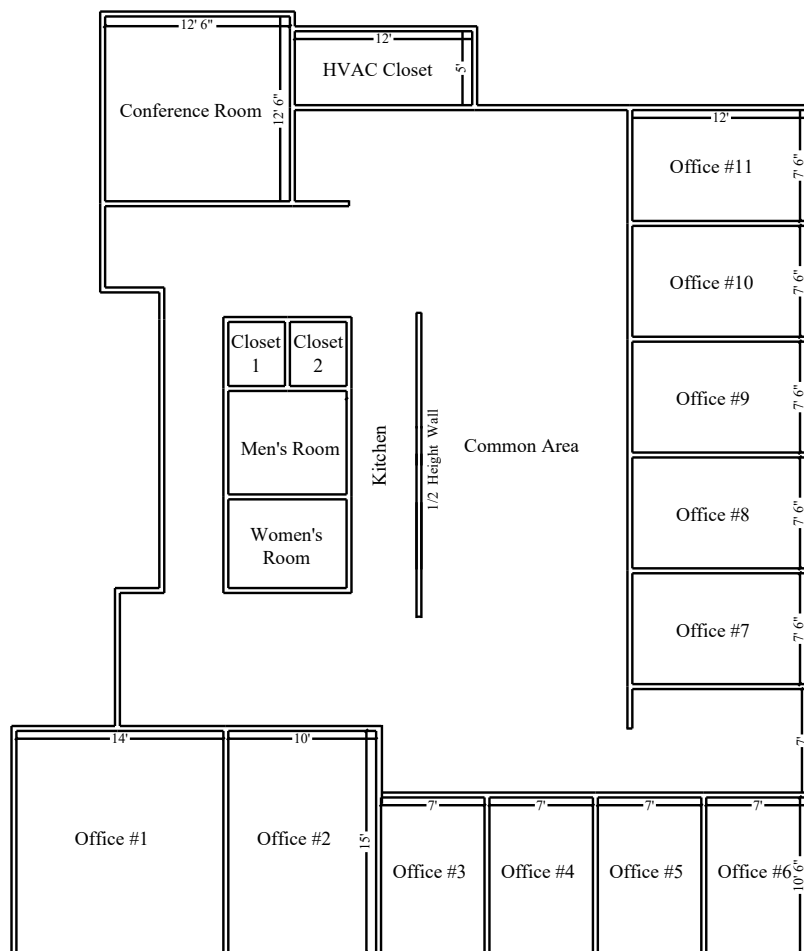 12' 6"
12'
HVAC Closet
5'
Conference Room
12' 6"
12'
Office #11
7' 6"
Office #10
7' 6"
Closet
1
Closet
2
Office #9
7' 6"
Men's Room
Kitchen
1/2 Height Wall
Common Area
Office #8
7' 6"
Women's
Room
Office #7
7' 6"
14'
10'
7'
7'
7'
7'
7'
Office #1
Office #2
15'
Office #3
Office #4
Office #5
Office #6
10' 6"